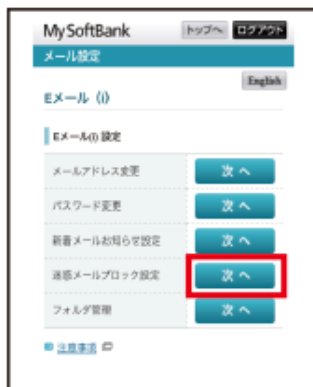 My SoftBank トップへ ログアウト
メール設定
English
Eメール (i)
Eメール(i) 設定
メールアドレス変更 次へ
パスワード変更 次へ
新着メールお知らせ設定 次へ
迷惑メールブロック設定 次へ
フォルダ管理 次へ
注意事項